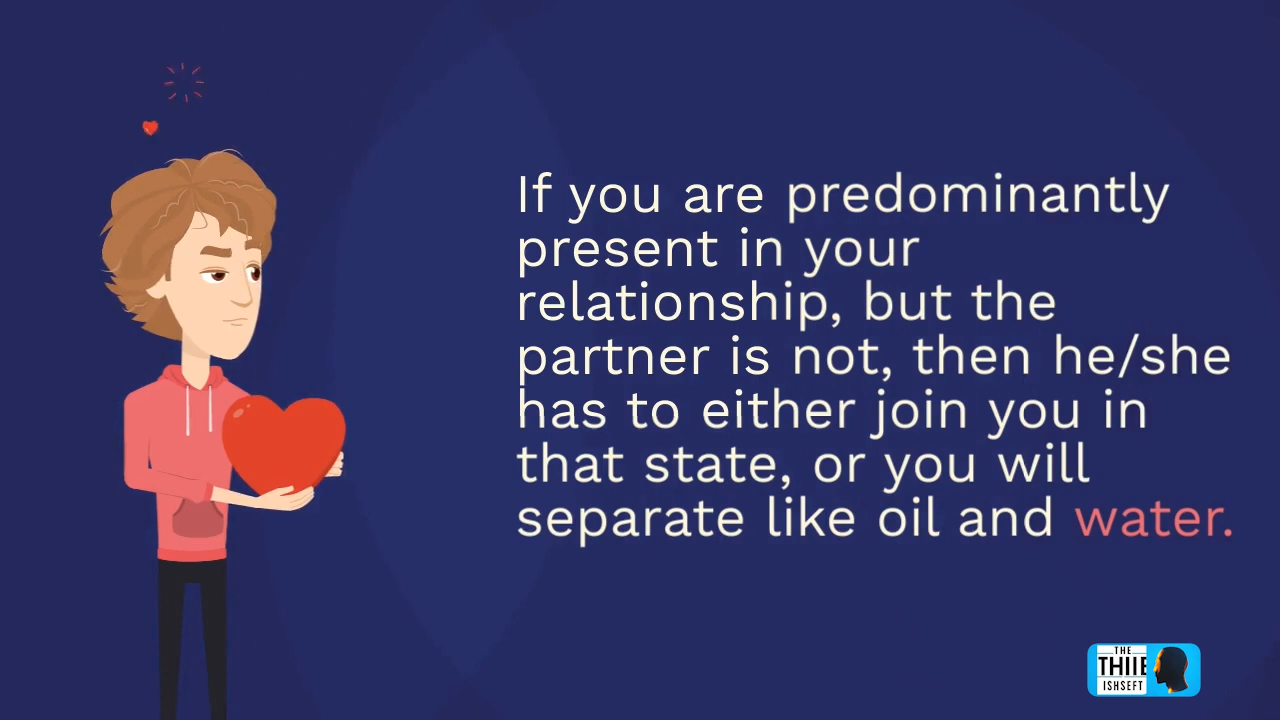 If you are predominantly
present in your
relationship, but the
partner is not, then he/she
has to either join you in
that state, or you will
separate like oil and water.
THE
THIIE
ISHSEFT